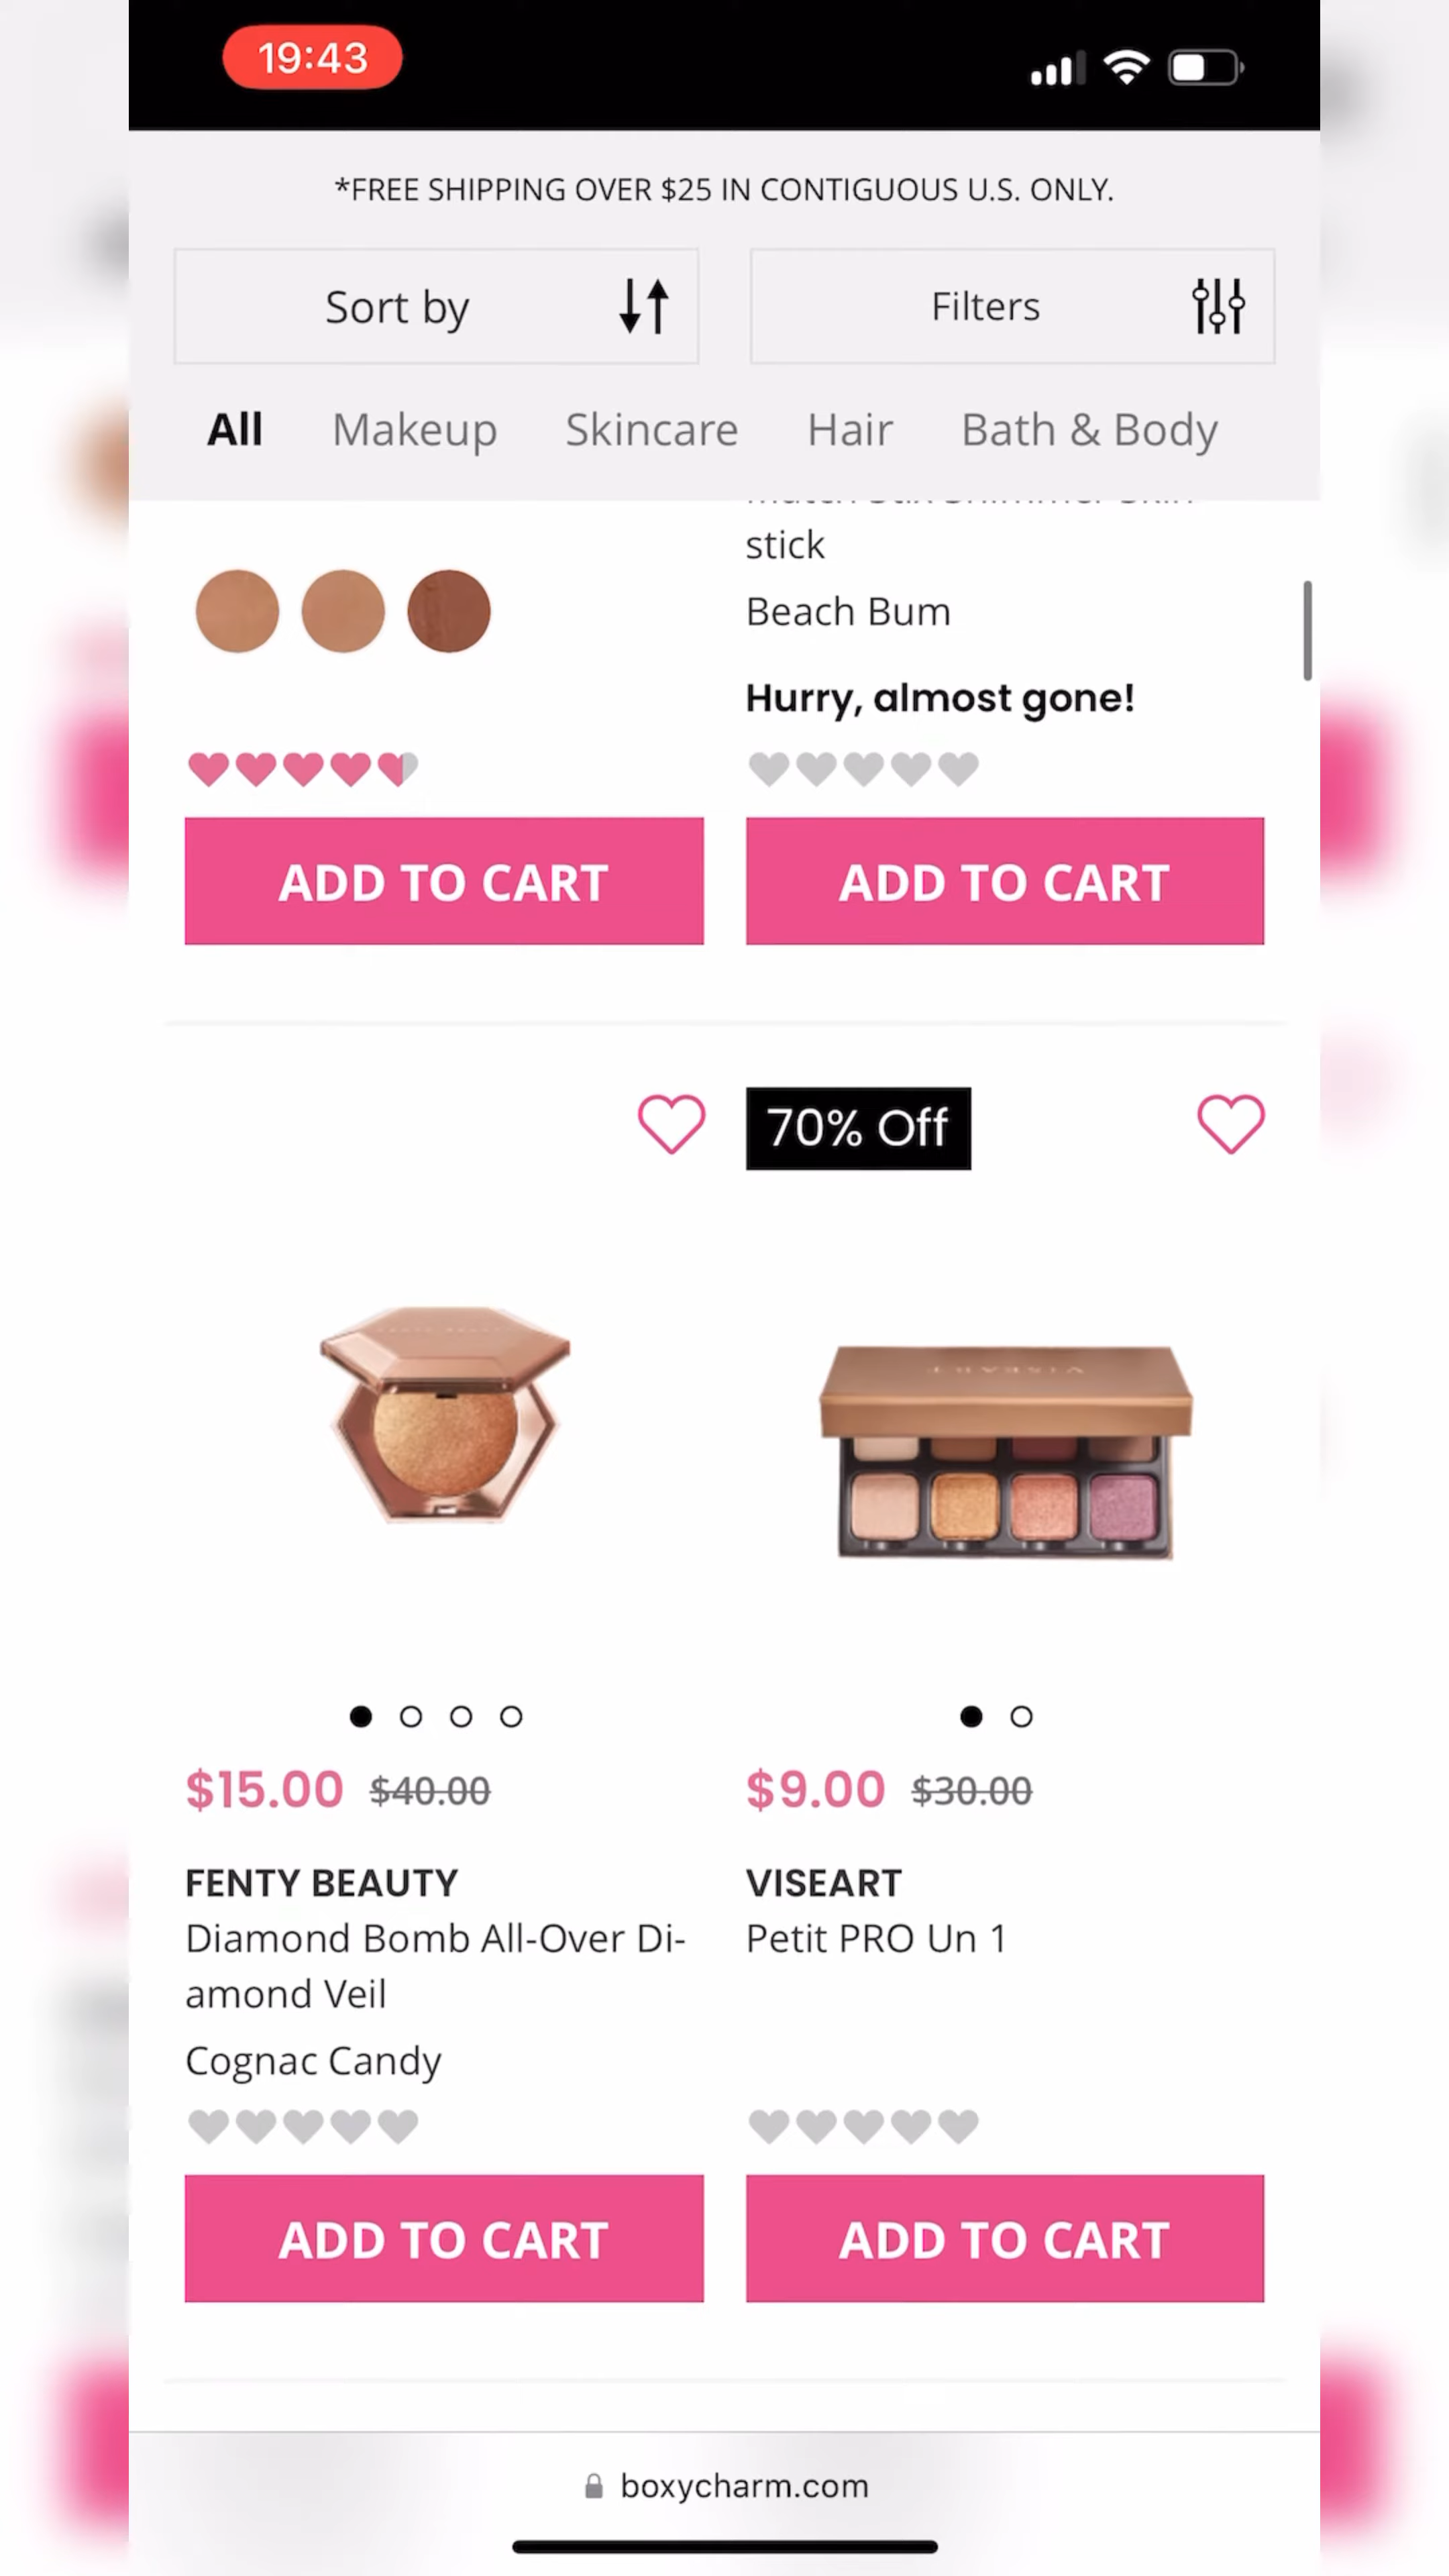 19:43
*FREE SHIPPING OVER $25 IN CONTIGUOUS U.S. ONLY.
Sort by
Filters
All Makeup Skincare Hair Bath & Body
stick
Beach Bum
Hurry, almost gone!
ADD TO CART
ADD TO CART
70% Off
VISEART
$15.00 $40.00
$9.00 $30.00
FENTY BEAUTY
Diamond Bomb All-Over Di-
amond Veil
Cognac Candy
VISEART
Petit PRO Un 1
ADD TO CART
ADD TO CART
boxycharm.com